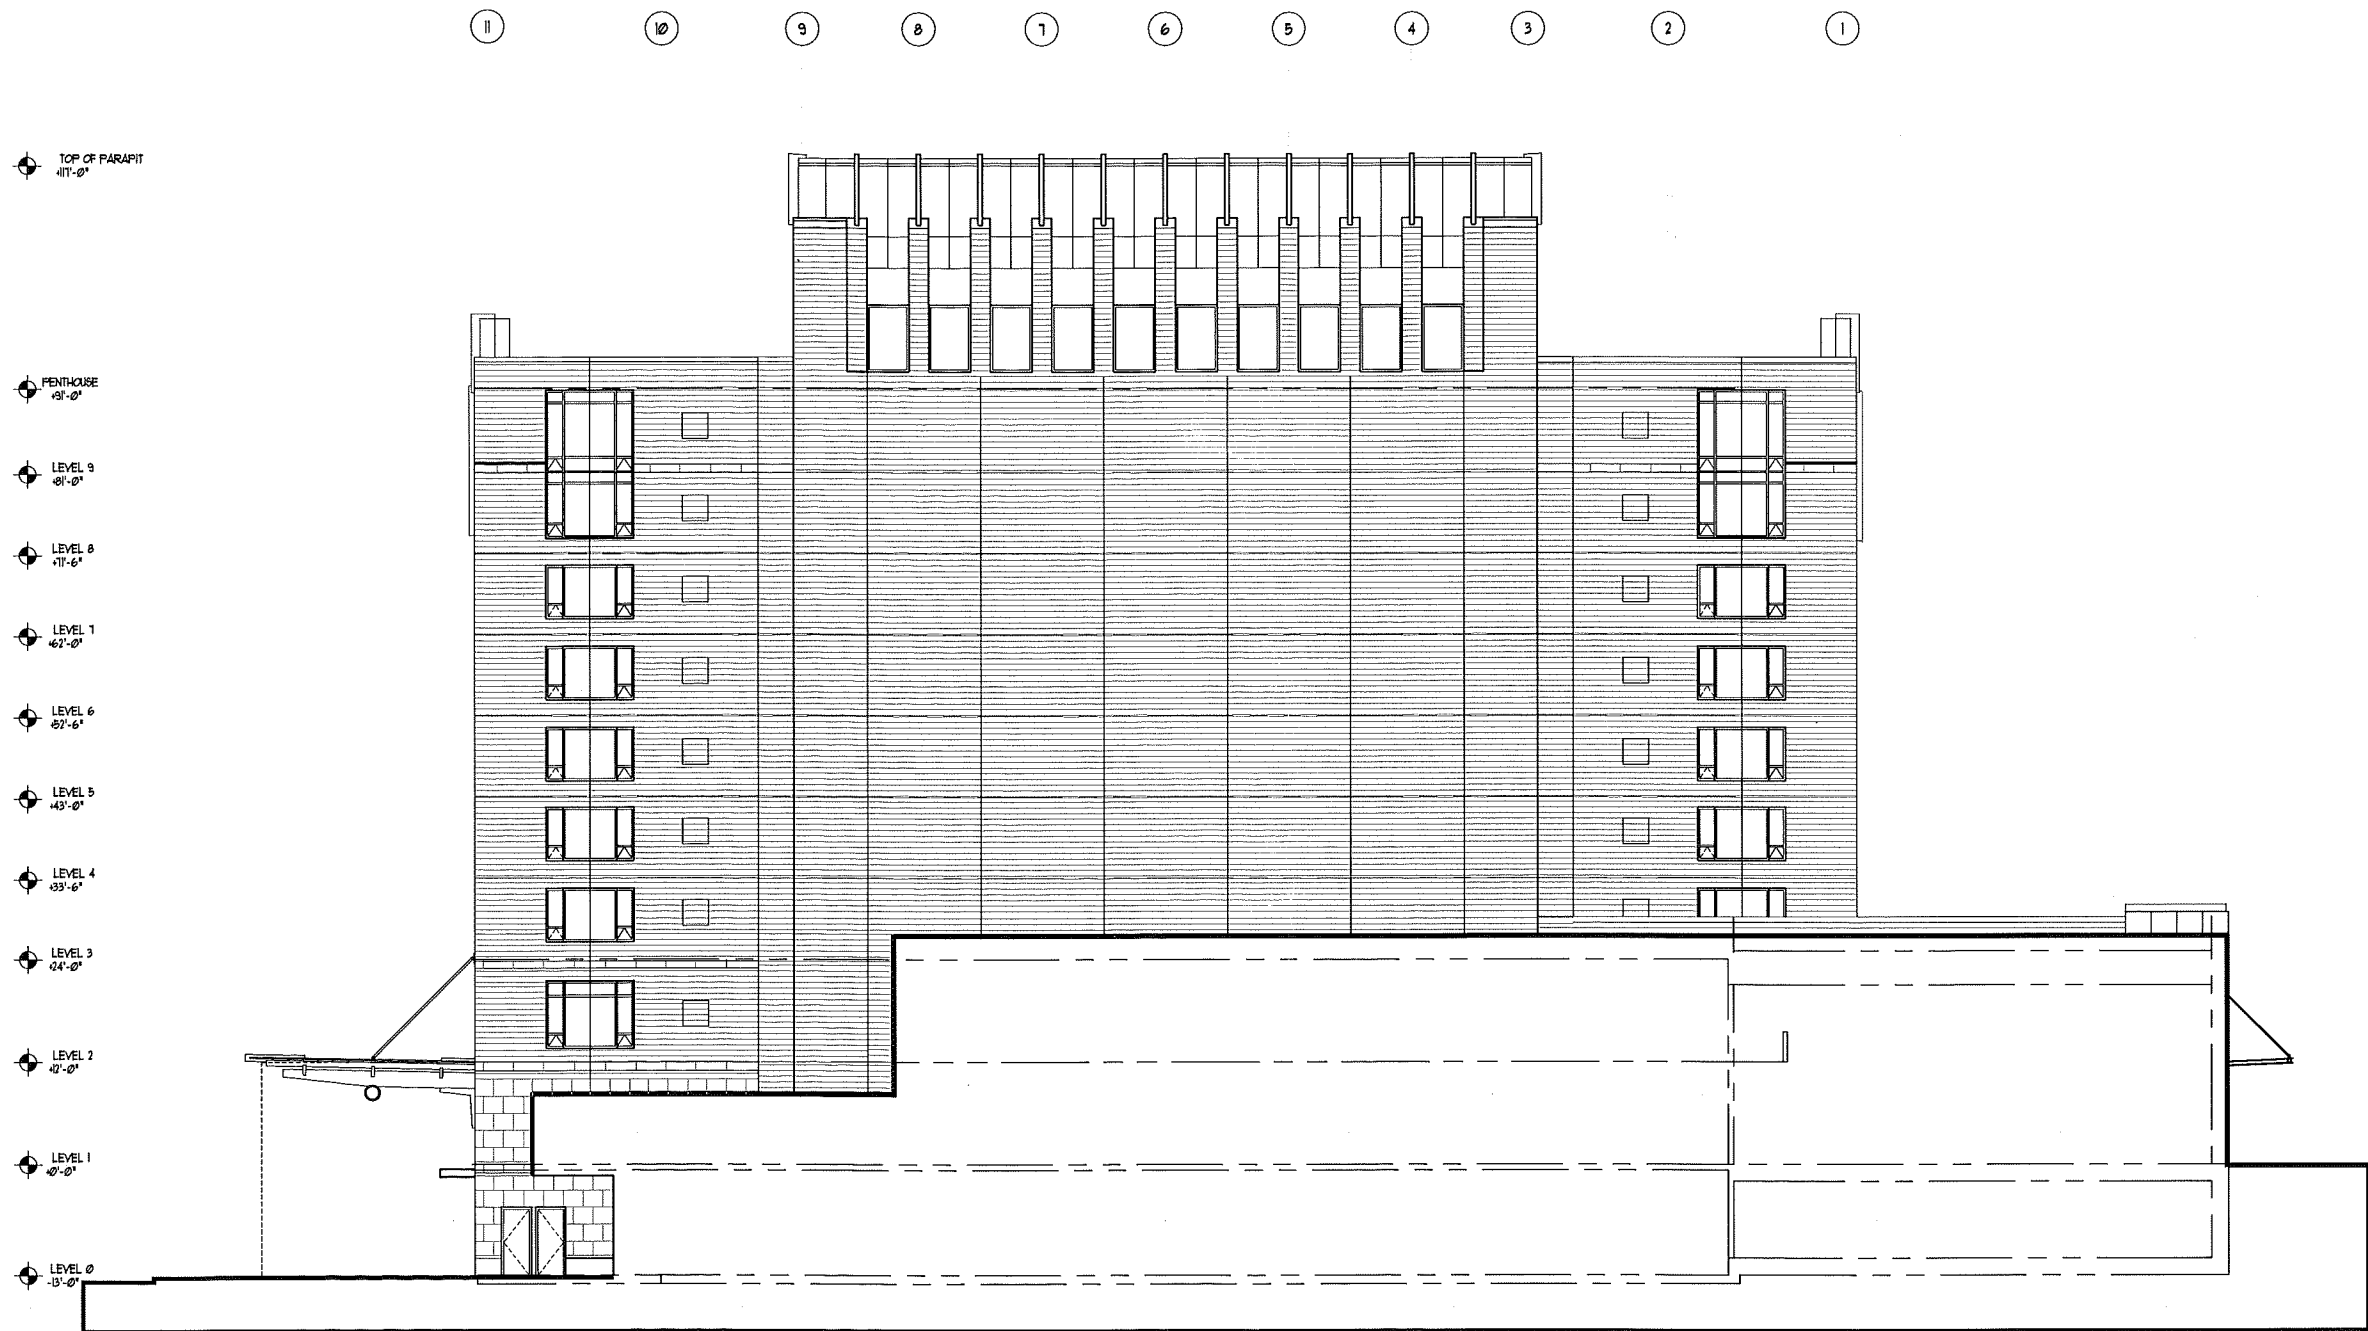 11 10 9 8 7 6 5 4 3 2 1
TOP OF PARAPIT
+117'-0"
PENTHOUSE
+91'-0"
LEVEL 9
+81'-0"
LEVEL 8
+71'-6"
LEVEL 7
+62'-0"
LEVEL 6
+52'-6"
LEVEL 5
+43'-0"
LEVEL 4
+33'-6"
LEVEL 3
+24'-0"
LEVEL 2
+12'-0"
LEVEL 1
+0'-0"
LEVEL 0
-13'-0"